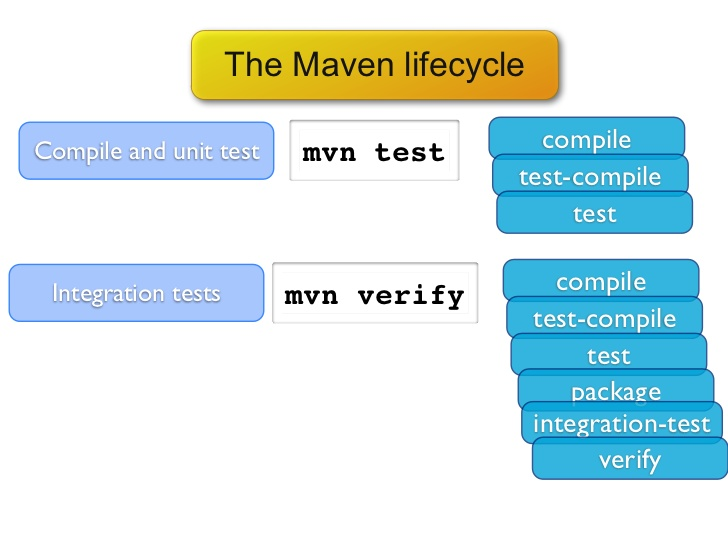 The Maven lifecycle
Compile and unit test
mvn test
compile
test-compile
test
Integration tests
mvn verify
compile
test-compile
test
package
integration-test
verify